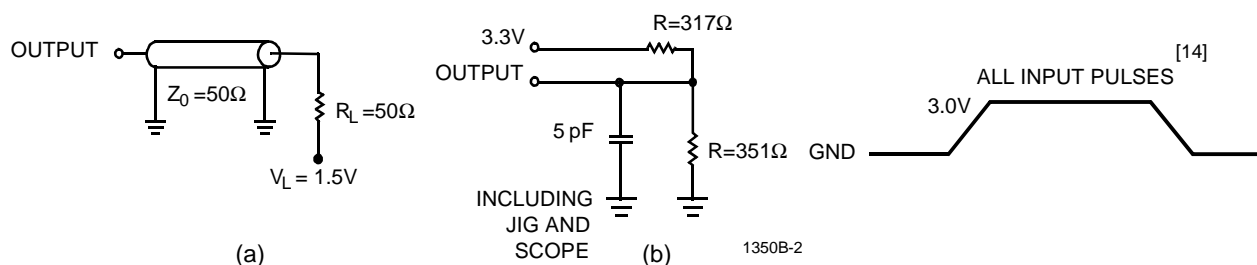 OUTPUT
Z0 =50Ω
RL =50Ω
VL = 1.5V
(a)
R=317Ω
3.3V
OUTPUT
5 pF
R=351Ω
INCLUDING
JIG AND
SCOPE
(b)
1350B-2
ALL INPUT PULSES[14]
3.0V
GND